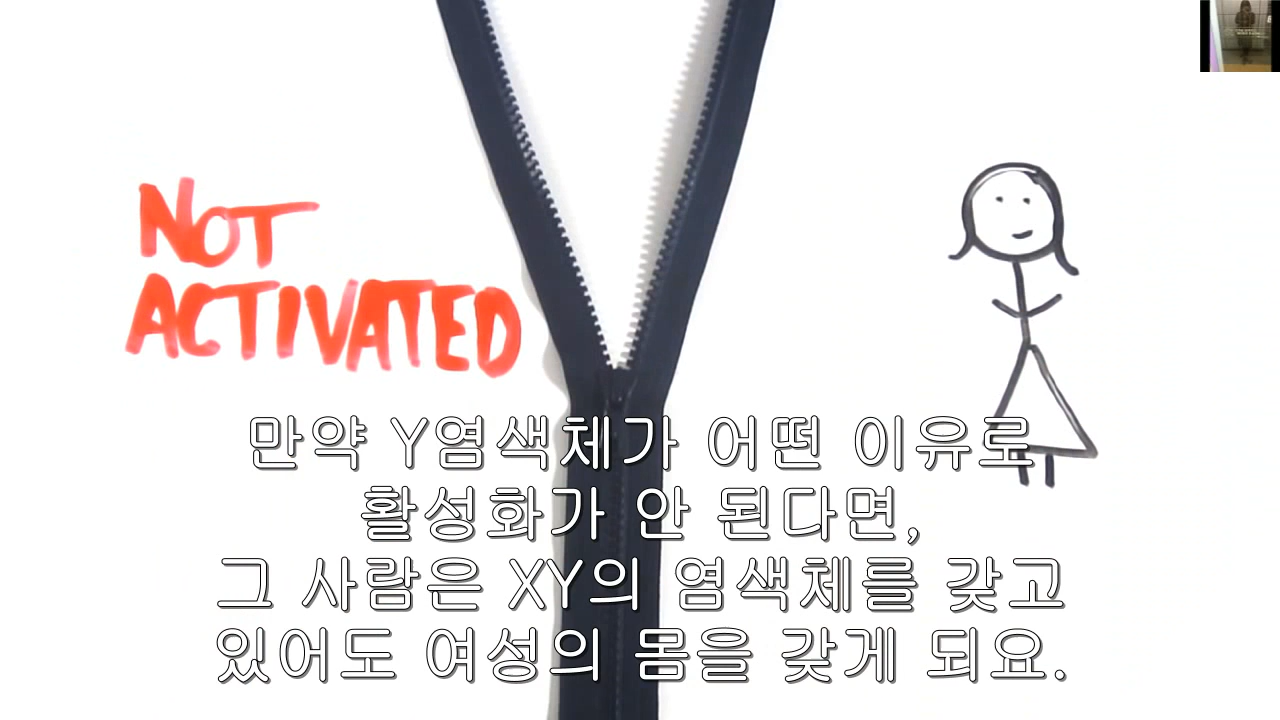 NOT
ACTIVATED
만약 Y염색체가 어떤 이유로
활성화가 안 된다면,
그 사람은 XY의 염색체를 갖고
있어도 여성의 몸을 갖게 되요.